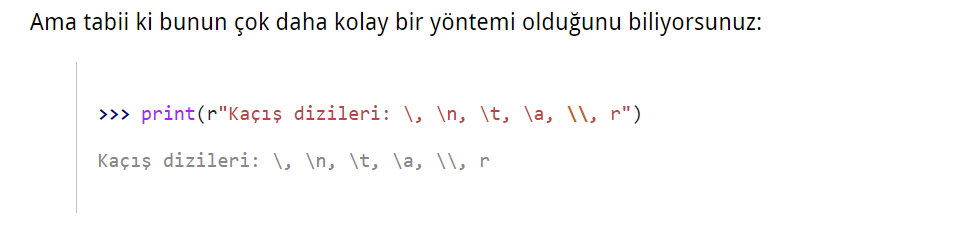 Ama tabii ki bunun çok daha kolay bir yöntemi olduğunu biliyorsunuz:
>>> print(r"Kaçış dizileri: \, \n, \t, \a, \\, r")
Kaçış dizileri: \, \n, \t, \a, \\, r